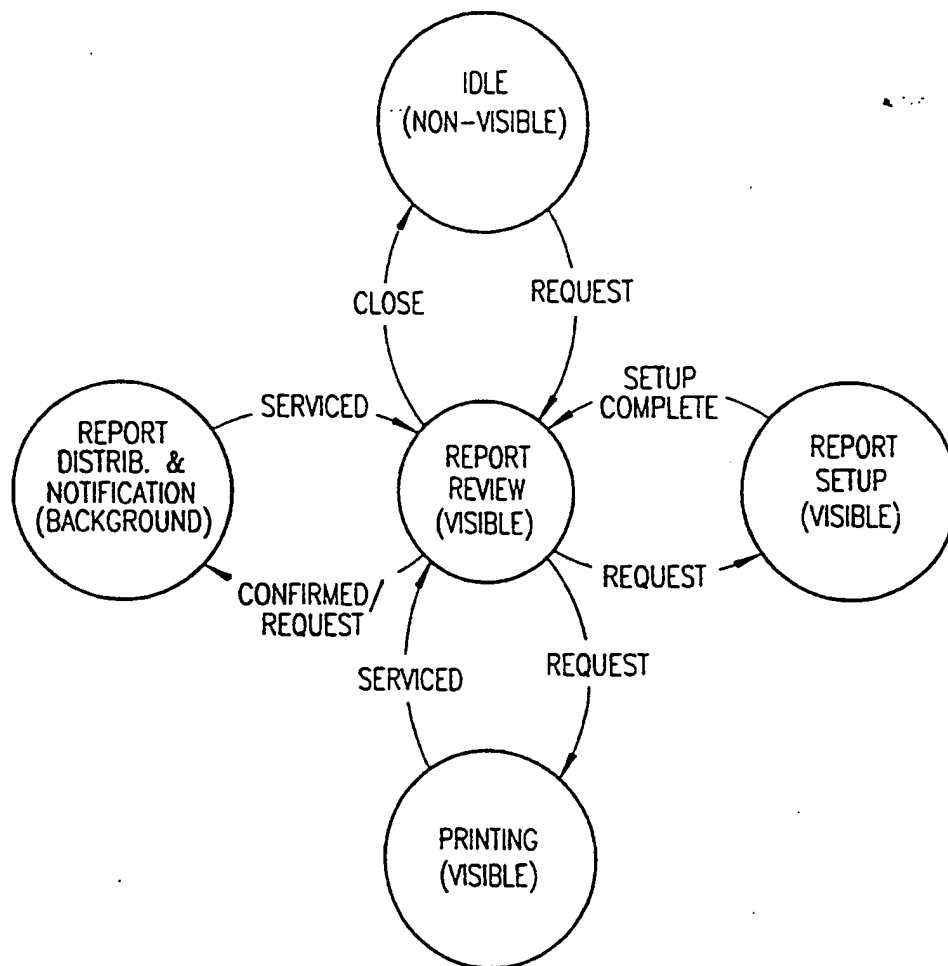 IDLE
(NON-VISIBLE)
CLOSE
REQUEST
SERVICED
SETUP
COMPLETE
REPORT
DISTRIB. &
NOTIFICATION
(BACKGROUND)
REPORT
REVIEW
(VISIBLE)
REPORT
SETUP
(VISIBLE)
CONFIRMED/
REQUEST
REQUEST
SERVICED
REQUEST
PRINTING
(VISIBLE)